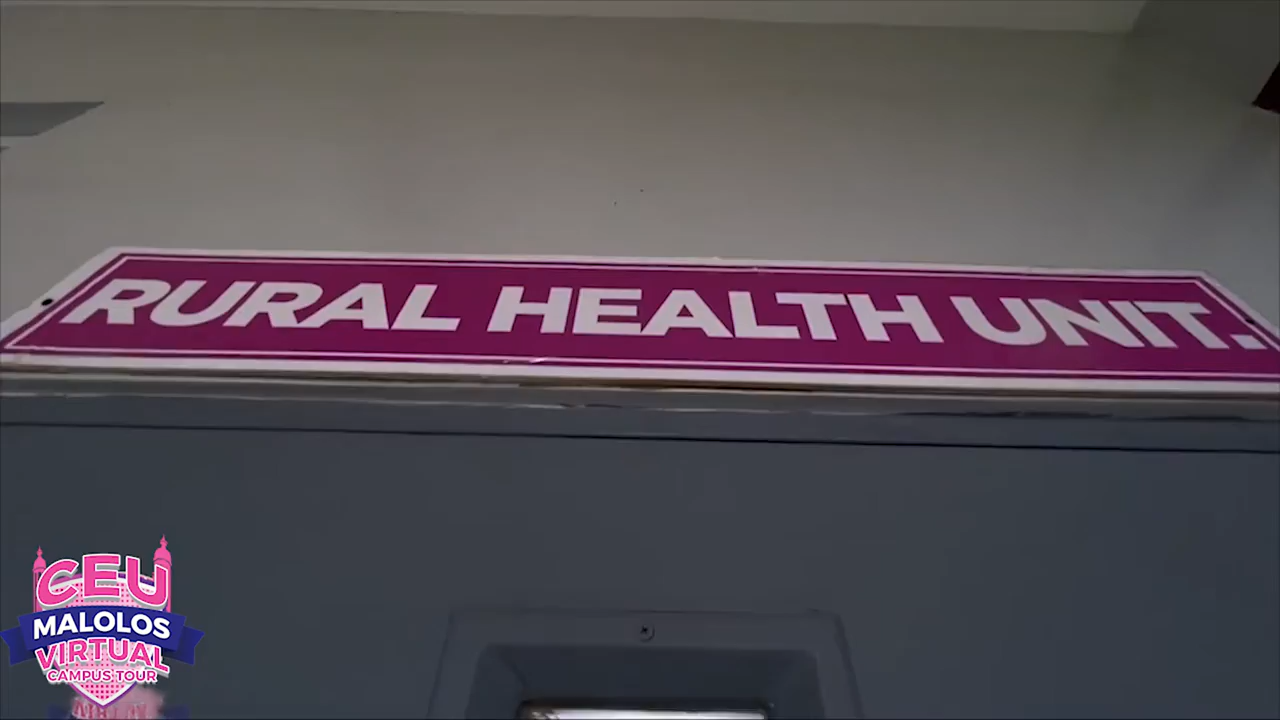 RURAL HEALTH UNIT.
CEU
MALOLOS
VIRTUAL
CAMPUS TOUR